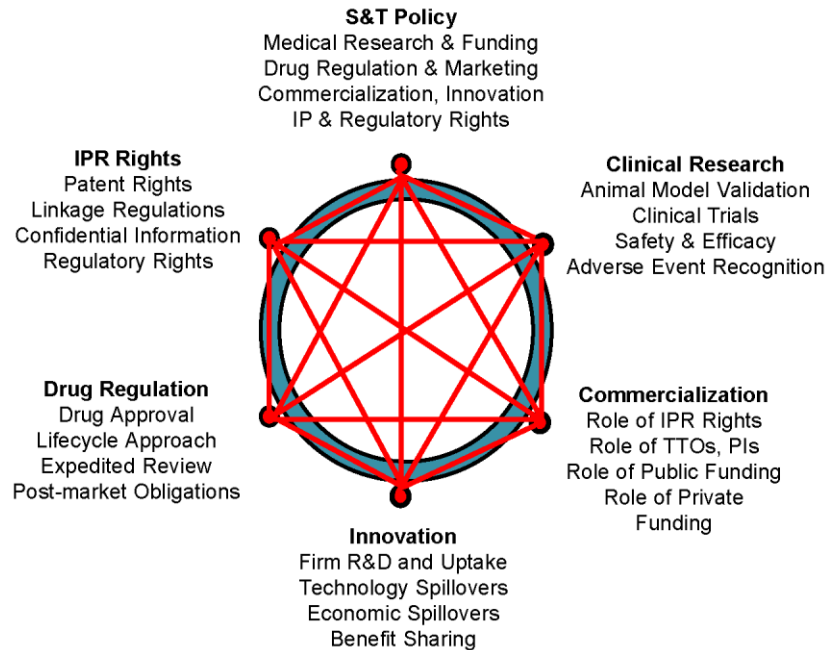 S&T Policy
Medical Research & Funding
Drug Regulation & Marketing
Commercialization, Innovation
IP & Regulatory Rights
IPR Rights
Patent Rights
Linkage Regulations
Confidential Information
Regulatory Rights
Clinical Research
Animal Model Validation
Clinical Trials
Safety & Efficacy
Adverse Event Recognition
Drug Regulation
Drug Approval
Lifecycle Approach
Expedited Review
Post-market Obligations
Commercialization
Role of IPR Rights
Role of TTOs, PIs
Role of Public Funding
Role of Private
Funding
Innovation
Firm R&D and Uptake
Technology Spillovers
Economic Spillovers
Benefit Sharing